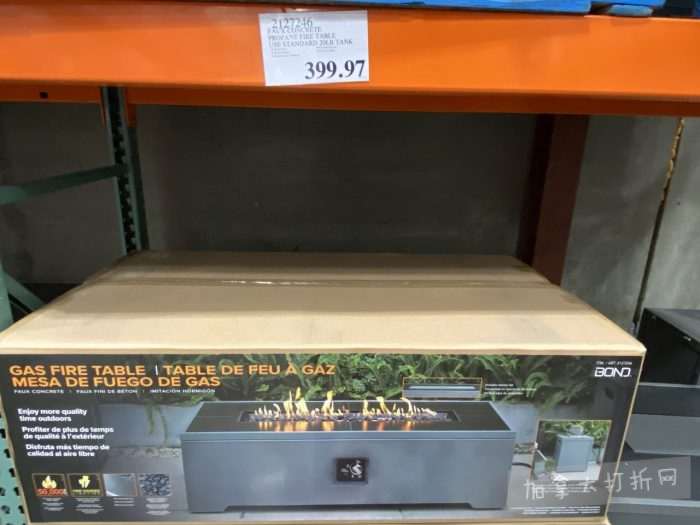 2127246
FAUX CONCRETE
PROPANE FIRE TABLE
USE STANDARD 20LB TANK
399.97
GAS FIRE TABLE | TABLE DE FEU À GAZ
MESA DE FUEGO DE GAS
FAUX CONCRETE • FAUX FINI DE BÉTON • IMITACIÓN HORMIGÓN
BOND
Enjoy more quality
time outdoors
Profiter de plus de temps
de qualité à l'extérieur
Disfruta más tiempo de
calidad al aire libre
50,000
加拿大打折网